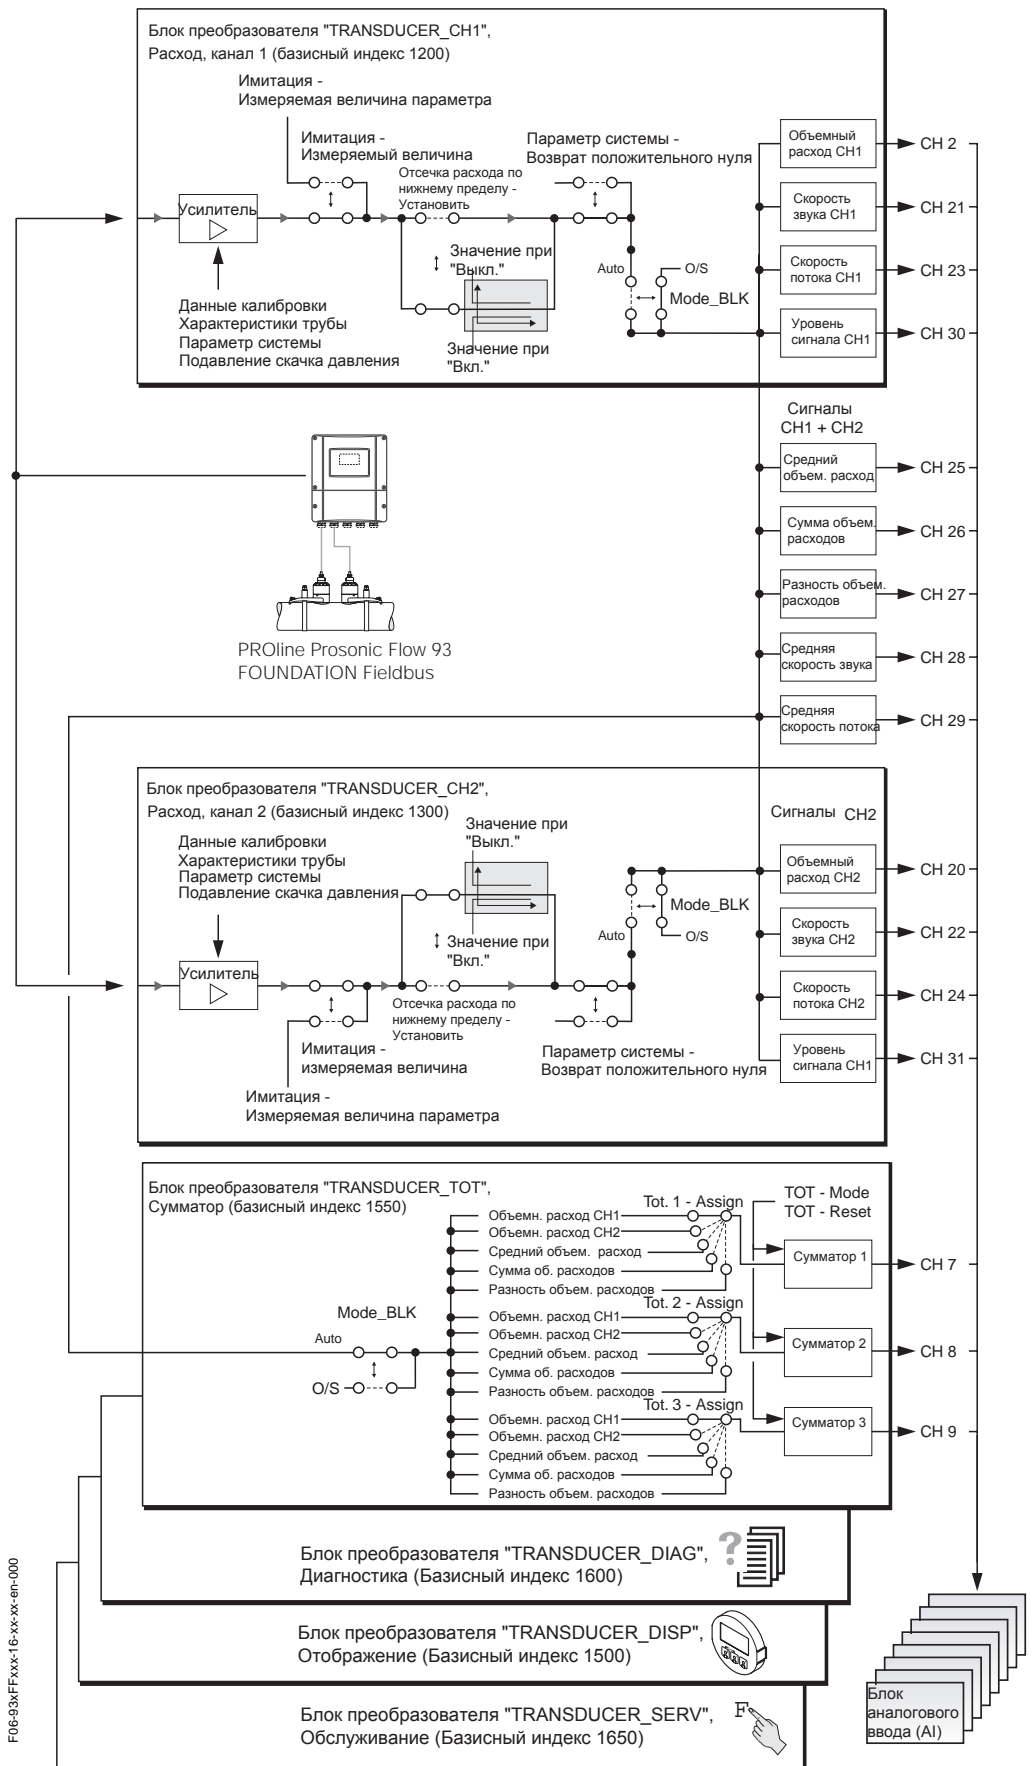 Блок преобразователя "TRANSDUCER_CH1",
Расход, канал 1 (базисный индекс 1200)
Имитация -
Измеряемая величина параметра
Имитация -
Измеряемый величина
Отсечка расхода по
нижнему пределу -
Установить
Параметр системы -
Возврат положительного нуля
Усилитель
Значение при
"Выкл."
Значение при
"Вкл."
Auto
O/S
Mode_BLK
Данные калибровки
Характеристики трубы
Параметр системы
Подавление скачка давления
Объемный
расход CH1
CH 2
Скорость
звука CH1
CH 21
Скорость
потока CH1
CH 23
Уровень
сигнала CH1
CH 30
Сигналы
CH1 + CH2
Средний
объем. расход
CH 25
Сумма объем.
расходов
CH 26
Разность объем.
расходов
CH 27
Средняя
скорость звука
CH 28
Средняя
скорость потока
CH 29
PROline Prosonic Flow 93
FOUNDATION Fieldbus
Блок преобразователя "TRANSDUCER_CH2",
Расход, канал 2 (базисный индекс 1300)
Данные калибровки
Характеристики трубы
Параметр системы
Подавление скачка давления
Значение при
"Выкл."
Значение при
"Вкл."
Усилитель
Отсечка расхода по
нижнему пределу -
Установить
Имитация -
измеряемая величина
Имитация -
Измеряемая величина параметра
Mode_BLK
Auto
O/S
Параметр системы -
Возврат положительного нуля
Сигналы CH2
Объемный
расход CH2
CH 20
Скорость
звука CH2
CH 22
Скорость
потока CH2
CH 24
Уровень
сигнала CH1
CH 31
Блок преобразователя "TRANSDUCER_TOT",
Сумматор (базисный индекс 1550)
Mode_BLK
Auto
O/S
Tot. 1 - Assign
Объемн. расход CH1
Объемн. расход CH2
Средний объем. расход
Сумма об. расходов
Разность объем. расходов
Tot. 2 - Assign
Объемн. расход CH1
Объемн. расход CH2
Средний объем. расход
Сумма об. расходов
Разность объем. расходов
Tot. 3 - Assign
Объемн. расход CH1
Объемн. расход CH2
Средний объем. расход
Сумма об. расходов
Разность объем. расходов
TOT - Mode
TOT - Reset
Сумматор 1
CH 7
Сумматор 2
CH 8
Сумматор 3
CH 9
Блок преобразователя "TRANSDUCER_DIAG",
Диагностика (Базисный индекс 1600)
?
Блок преобразователя "TRANSDUCER_DISP",
Отображение (Базисный индекс 1500)
Блок преобразователя "TRANSDUCER_SERV",
Обслуживание (Базисный индекс 1650)
F
Блок
аналогового
ввода (AI)
F06-93xFFxxx-16-xx-xx-en-000